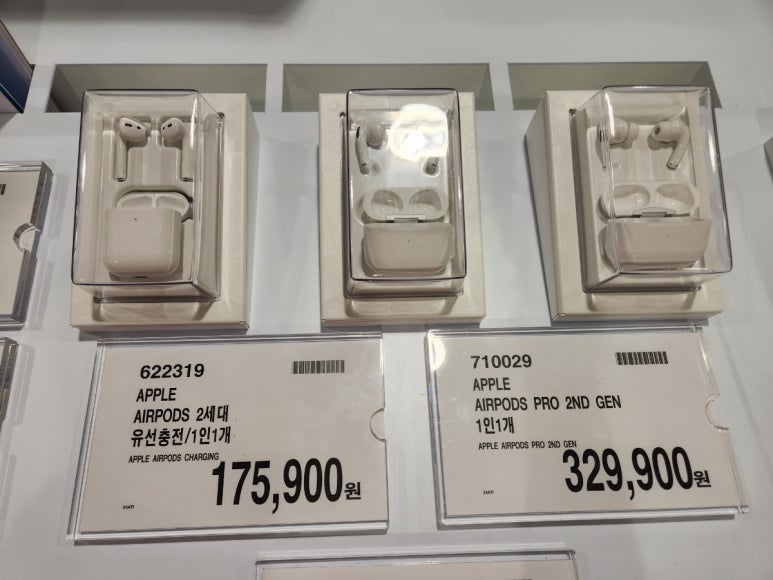 622319
APPLE
AIRPODS 2세대
유선충전/1인1개
APPLE AIRPODS CHARGING
175,900원
710029
APPLE
AIRPODS PRO 2ND GEN
1인1개
APPLE AIRPODS PRO 2ND GEN
329,900원